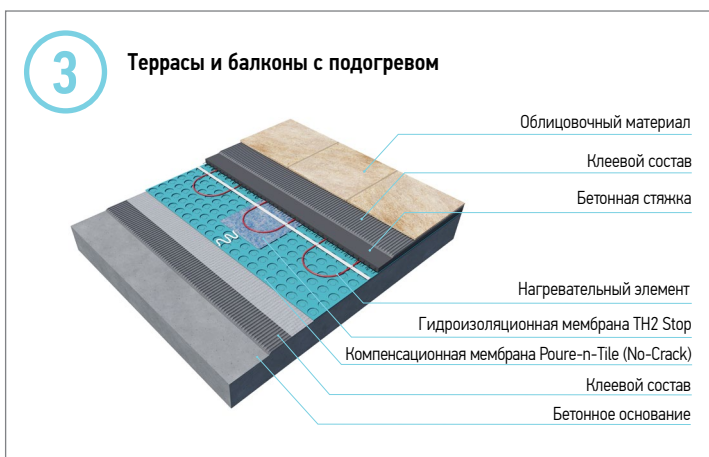 3
Террасы и балконы с подогревом
Облицовочный материал
Клеевой состав
Бетонная стяжка
Нагревательный элемент
Гидроизоляционная мембрана TH2 Stop
Компенсационная мембрана Poure-n-Tile (No-Crack)
Клеевой состав
Бетонное основание